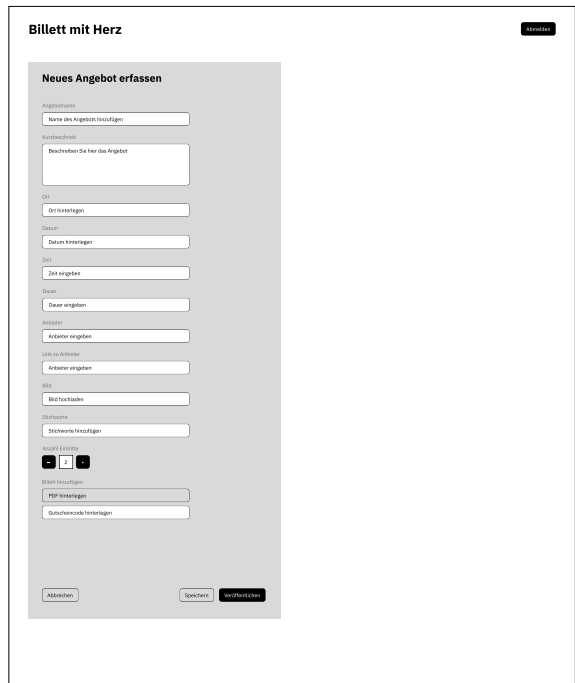 Billett mit Herz
Abmelden
Neues Angebot erfassen
Angebotname
Name des Angebots hinzufügen
Kurzbeschrieb
Beschreiben Sie hier das Angebot
Ort
Ort hinterlegen
Datum
Datum hinterlegen
Zeit
Zeit eingeben
Dauer
Dauer eingeben
Anbieter
Anbieter eingeben
Link zu Anbieter
Anbieter eingeben
Bild
Bild hochladen
Stichworte
Stichworte hinzufügen
Anzahl Eintritte
- 2 +
Billett hinzufügen
PDF hinterlegen
Gutscheincode hinterlegen
Abbrechen Speichern Veröffentlichen